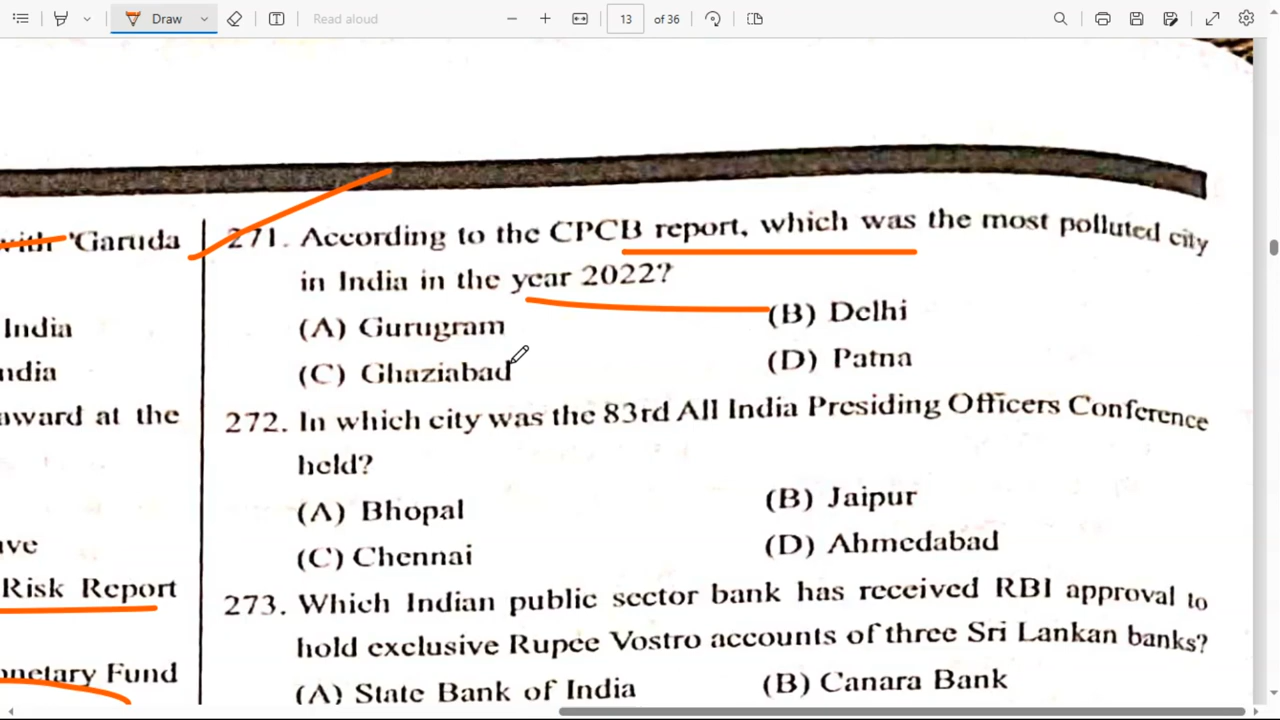 Draw
Read aloud
13 of 36
with 'Garuda
India
ndia
award at the
ave
Risk Report
onetary Fund
271. According to the CPCB report, which was the most polluted city
in India in the year 2022?
(A) Gurugram (B) Delhi
(C) Ghaziabad (D) Patna
272. In which city was the 83rd All India Presiding Officers Conference
held?
(A) Bhopal (B) Jaipur
(C) Chennai (D) Ahmedabad
273. Which Indian public sector bank has received RBI approval to
hold exclusive Rupee Vostro accounts of three Sri Lankan banks?
(A) State Bank of India (B) Canara Bank